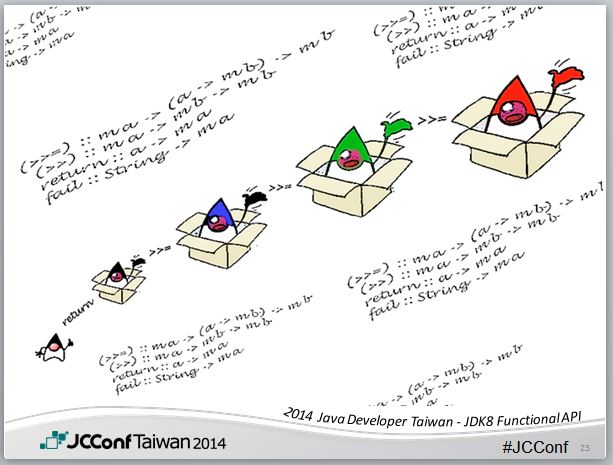 a -> m a
ing -> m a
return :: a -> m a
fail :: String -> m a
(>>=) :: m a -> (a -> m b) -> m b
(>>) :: m a -> m b -> m b
return :: a -> m a
fail :: String -> m a
>>=
>>=
>>=
return
(>>=) :: m a -> (a -> m b) -> m b
(>>) :: m a -> m b -> m b
return :: a -> m a
fail :: String -> m a
(>>=) :: m a -> (a -> m b) -> m b
(>>) :: m a -> m b -> m b
return :: a -> m a
fail :: String -> m a
a -> (a -> m b) -> m b
2014 Java Developer Taiwan - JDK8 Functional API
JCConf Taiwan 2014
#JCConf 23